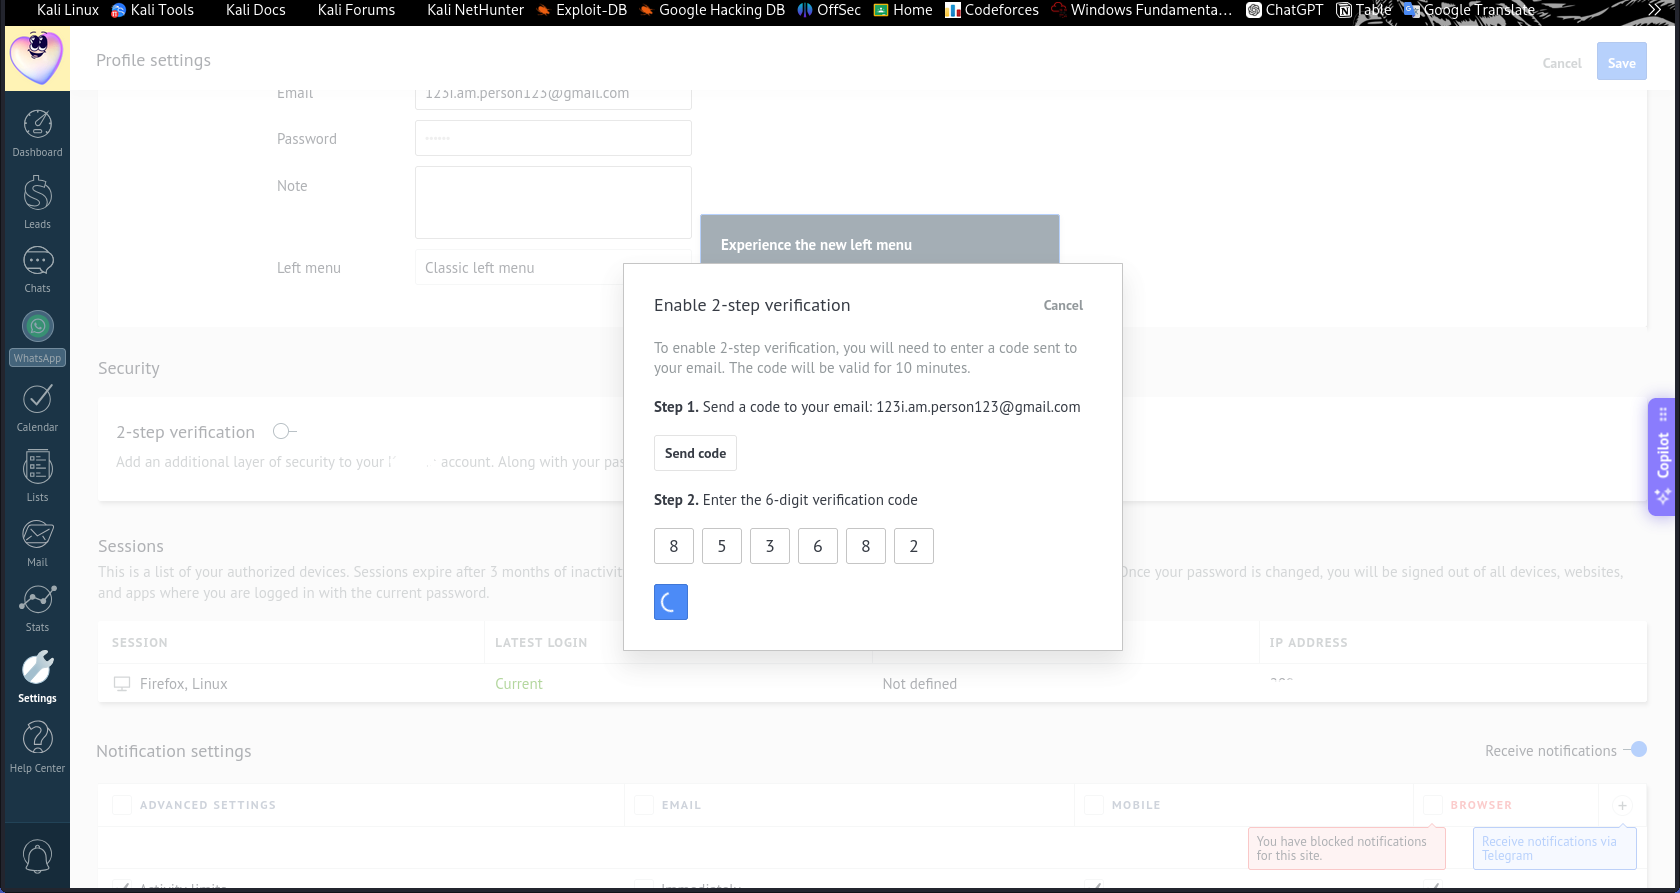 Kali Linux Kali Tools Kali Docs Kali Forums Kali NetHunter Exploit-DB Google Hacking DB OffSec Home Codeforces Windows Fundamenta... ChatGPT Table Google Translate
Profile settings
Cancel
Save
Dashboard
Leads
Chats
WhatsApp
Calendar
Lists
Mail
Stats
Settings
Help Center
Email 123i.am.person123@gmail.com
Password
Note
Left menu Classic left menu
Experience the new left menu
Enable 2-step verification Cancel
To enable 2-step verification, you will need to enter a code sent to
your email. The code will be valid for 10 minutes.
Step 1. Send a code to your email: 123i.am.person123@gmail.com
Send code
Step 2. Enter the 6-digit verification code
8 5 3 6 8 2
Security
2-step verification
Add an additional layer of security to your account. Along with your
Sessions
This is a list of your authorized devices. Sessions expire after 3 months of Once your password is changed, you will be signed out of all devices, websites,
and apps where you are logged in with the current password.
SESSION LATEST LOGIN IP ADDRESS
Firefox, Linux Current Not defined
Notification settings Receive notifications
ADVANCED SETTINGS EMAIL MOBILE BROWSER
You have blocked notifications
for this site.
Receive notifications via
Telegram
Copilot